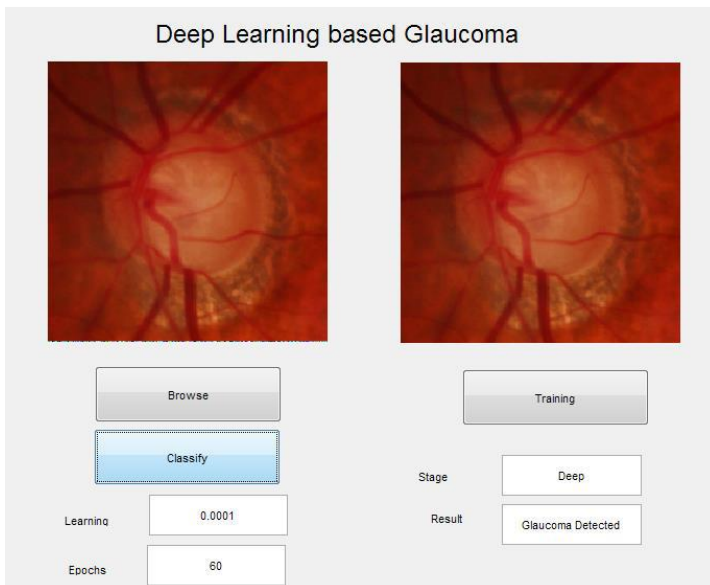 Deep Learning based Glaucoma
Browse
Training
Classify
Stage
Deep
Learning
0.0001
Result
Glaucoma Detected
Epochs
60